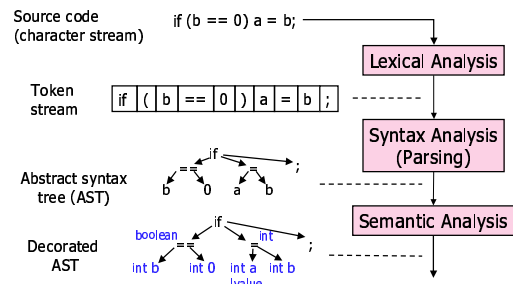 Source code
(character stream)
if (b == 0) a = b;
Lexical Analysis
Token
stream
if ( b == 0 ) a = b ;
Syntax Analysis
(Parsing)
Abstract syntax
tree (AST)
if
== = ;
b 0 a b
Semantic Analysis
Decorated
AST
if
boolean int
== = ;
int b int 0 int a int b
lvalue